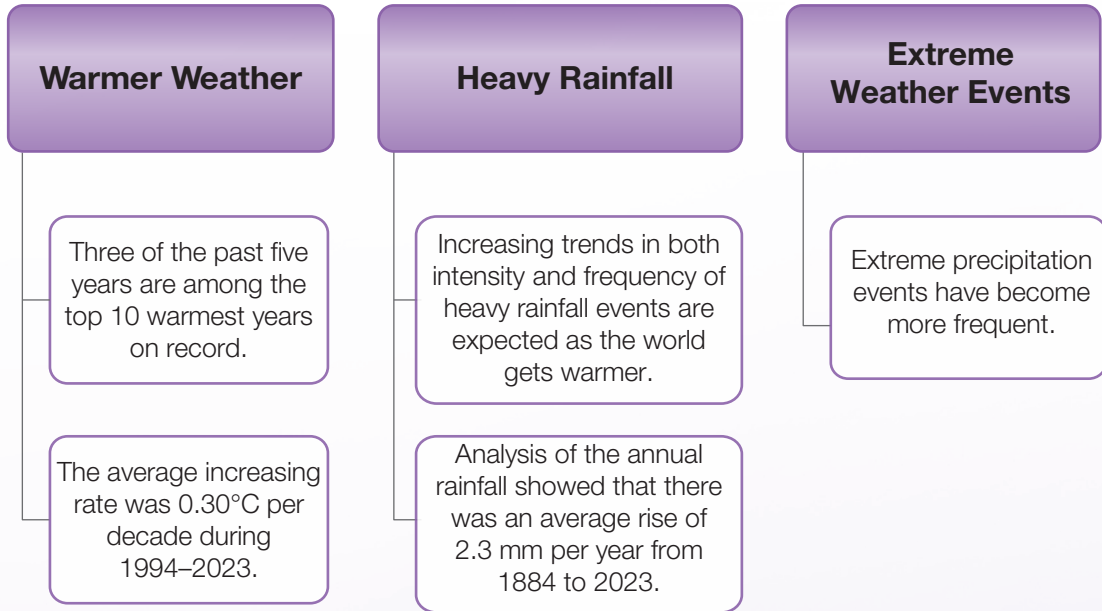 Warmer Weather
Three of the past five
years are among the
top 10 warmest years
on record.
The average increasing
rate was 0.30°C per
decade during
1994–2023.
Heavy Rainfall
Increasing trends in both
intensity and frequency of
heavy rainfall events are
expected as the world
gets warmer.
Analysis of the annual
rainfall showed that there
was an average rise of
2.3 mm per year from
1884 to 2023.
Extreme
Weather Events
Extreme precipitation
events have become
more frequent.